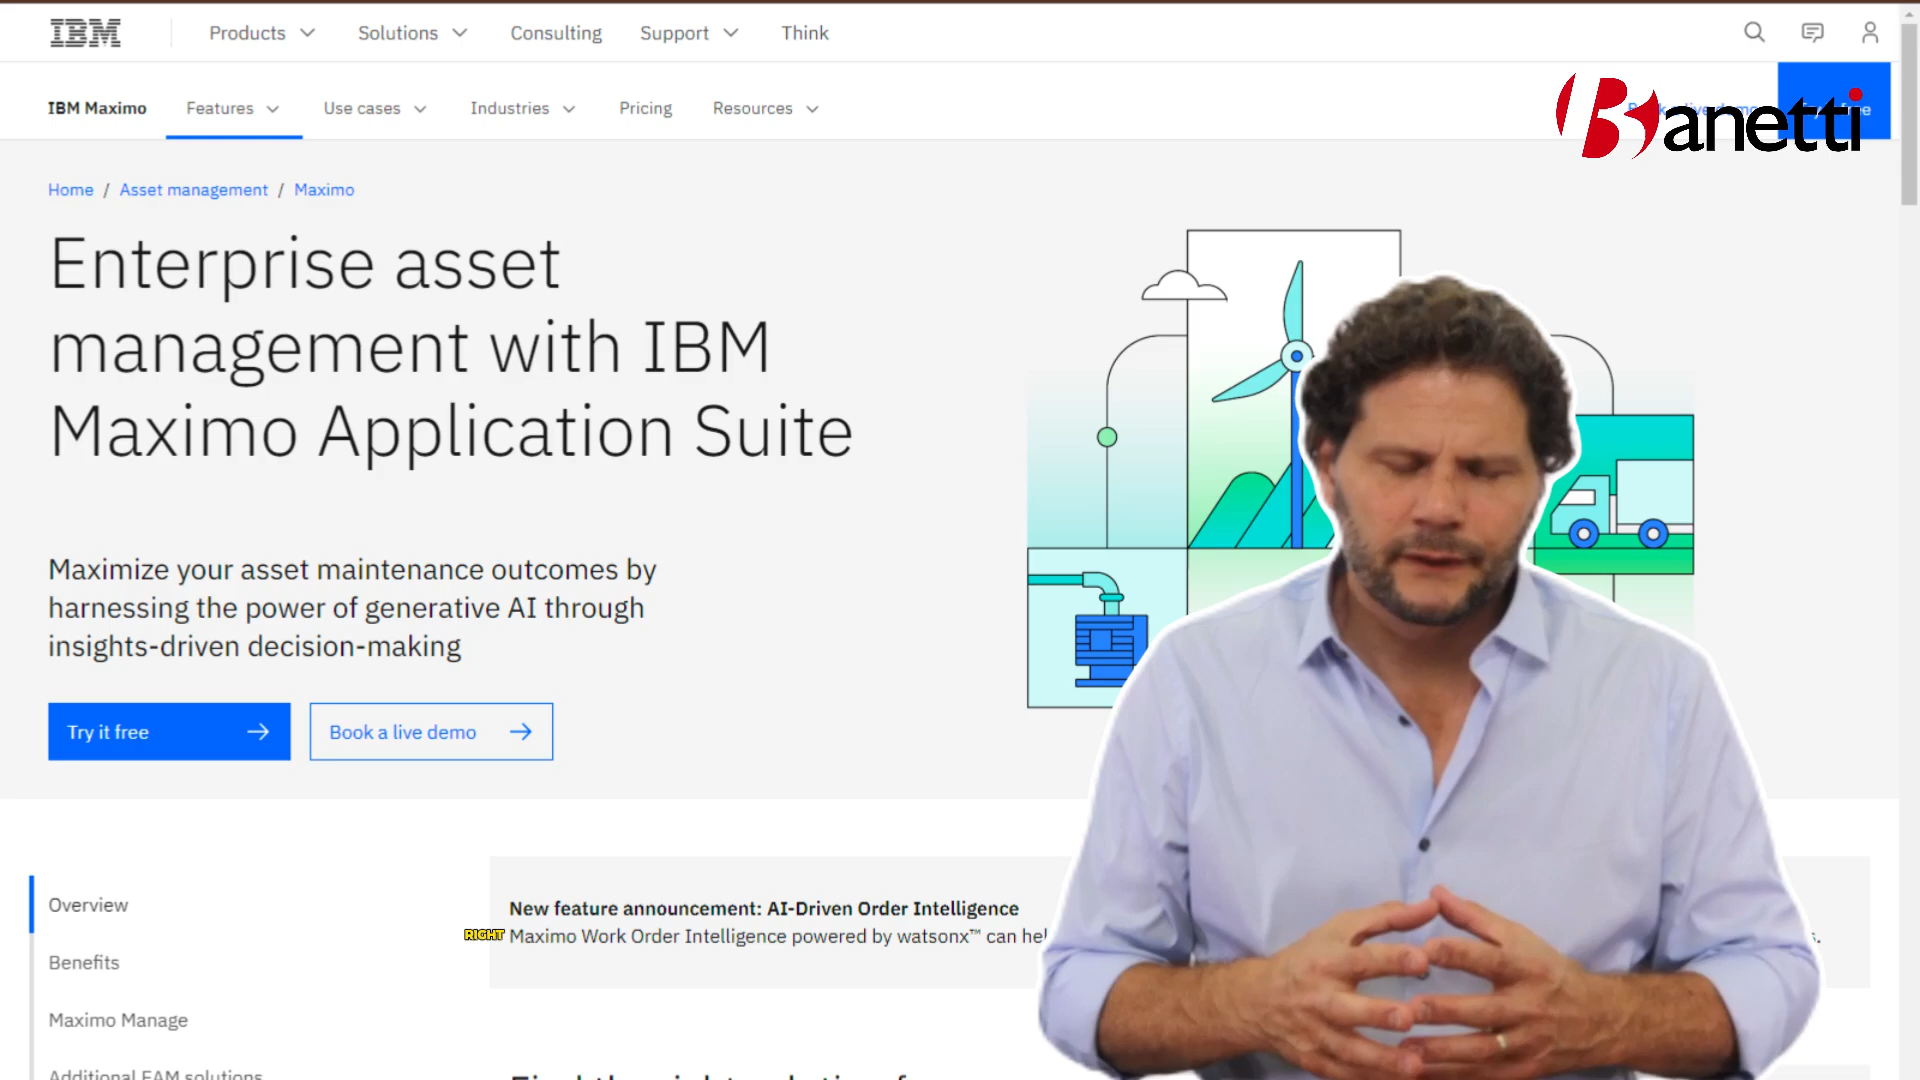 IBM
Products
Solutions
Consulting
Support
Think
IBM Maximo
Features
Use cases
Industries
Pricing
Resources
Banetti
Home / Asset management / Maximo
Enterprise asset
management with IBM
Maximo Application Suite
Maximize your asset maintenance outcomes by
harnessing the power of generative AI through
insights-driven decision-making
Try it free
Book a live demo
Overview
Benefits
Maximo Manage
Additional EAM solutions
New feature announcement: AI-Driven Order Intelligence
RIGHT
Maximo Work Order Intelligence powered by watsonx™ can